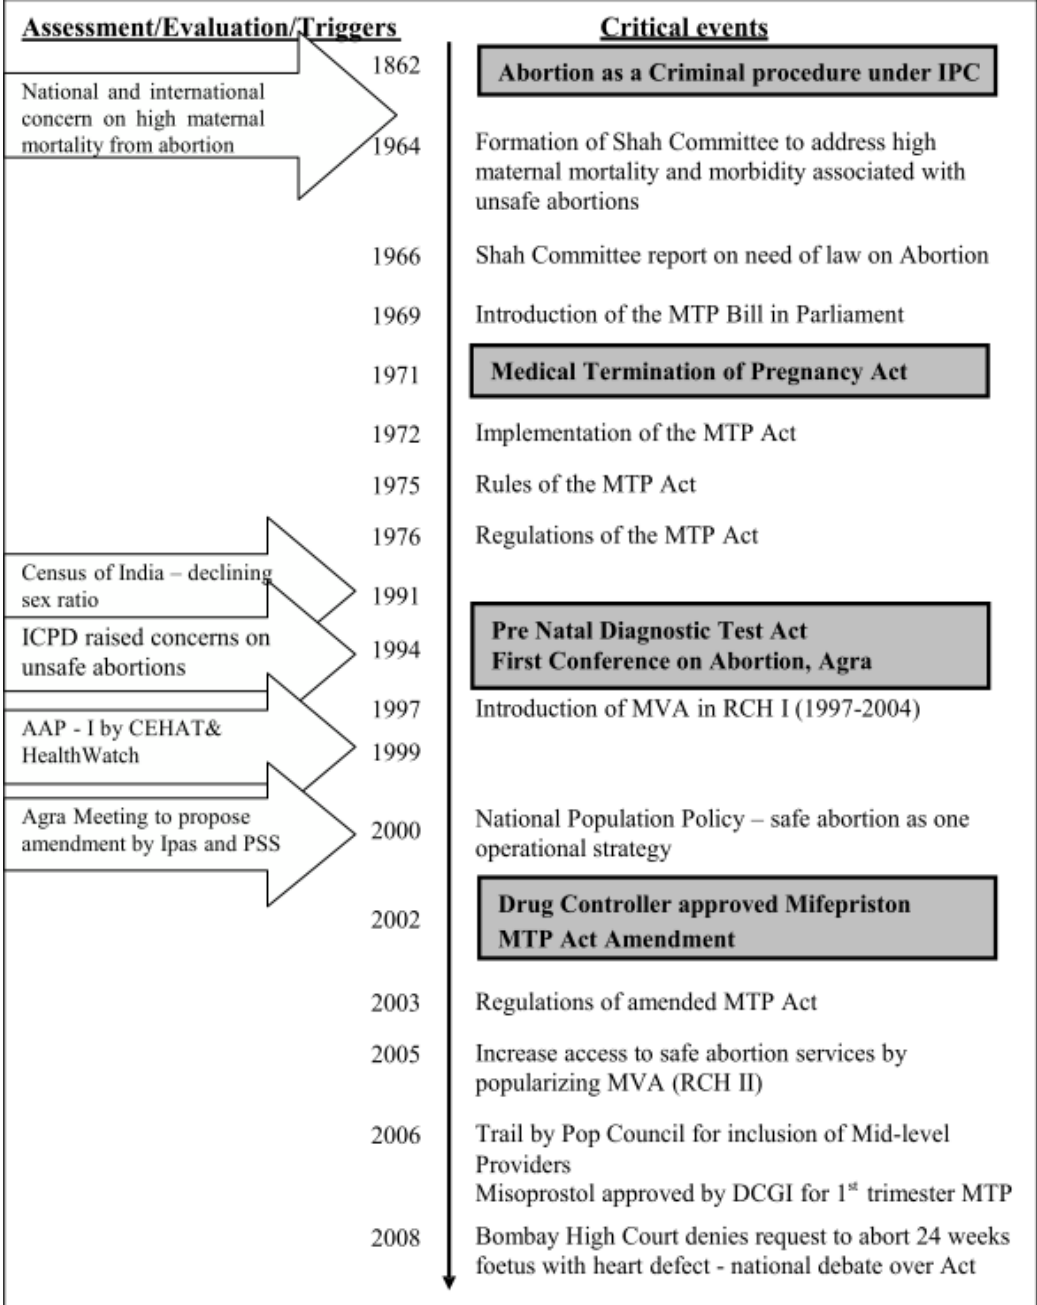 Assessment/Evaluation/Triggers
Critical events
1862
Abortion as a Criminal procedure under IPC
National and international
concern on high maternal
mortality from abortion
1964
Formation of Shah Committee to address high
maternal mortality and morbidity associated with
unsafe abortions
1966
Shah Committee report on need of law on Abortion
1969
Introduction of the MTP Bill in Parliament
1971
Medical Termination of Pregnancy Act
1972
Implementation of the MTP Act
1975
Rules of the MTP Act
1976
Regulations of the MTP Act
Census of India – declining
sex ratio
1991
ICPD raised concerns on
unsafe abortions
1994
Pre Natal Diagnostic Test Act
First Conference on Abortion, Agra
1997
Introduction of MVA in RCH I (1997-2004)
AAP - I by CEHAT&
HealthWatch
1999
Agra Meeting to propose
amendment by Ipas and PSS
2000
National Population Policy – safe abortion as one
operational strategy
2002
Drug Controller approved Mifepriston
MTP Act Amendment
2003
Regulations of amended MTP Act
2005
Increase access to safe abortion services by
popularizing MVA (RCH II)
2006
Trail by Pop Council for inclusion of Mid-level
Providers
Misoprostol approved by DCGI for 1st trimester MTP
2008
Bombay High Court denies request to abort 24 weeks
foetus with heart defect - national debate over Act